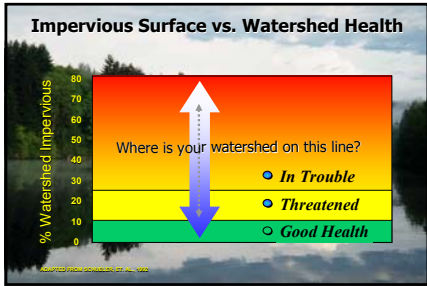 Impervious Surface vs. Watershed Health
% Watershed Impervious
80
70
60
50
40
30
20
10
0
Where is your watershed on this line?
In Trouble
Threatened
Good Health
ADAPTED FROM SCHUELER, ET. AL., 1992